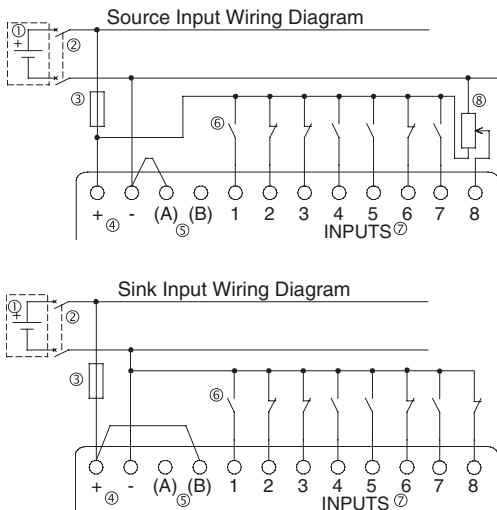 Source Input Wiring Diagram
①
+
②
③
⑥
⑧
+ ④ - (A) ⑤ (B) 1 2 3 4 5 6 7 8
INPUTS⑦
Sink Input Wiring Diagram
①
+
②
③
⑥
+ ④ - (A) ⑤ (B) 1 2 3 4 5 6 7 8
INPUTS⑦